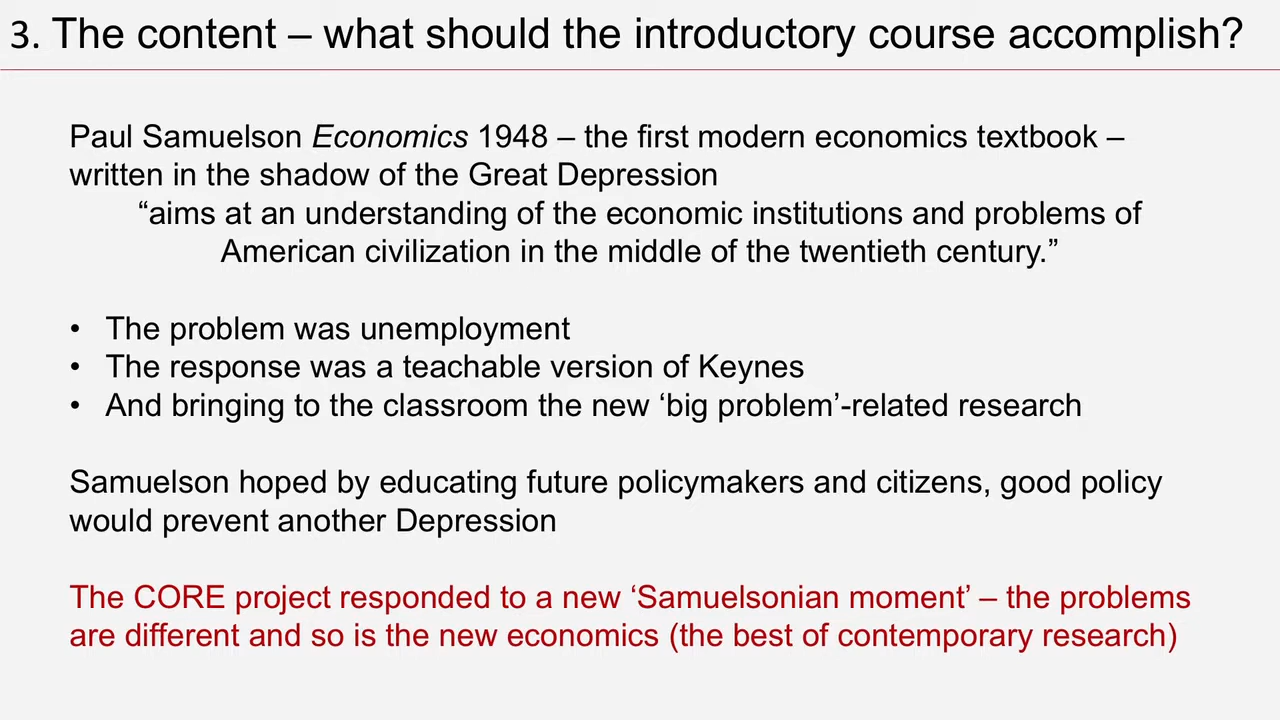 3. The content – what should the introductory course accomplish?
Paul Samuelson Economics 1948 – the first modern economics textbook –
written in the shadow of the Great Depression
“aims at an understanding of the economic institutions and problems of
American civilization in the middle of the twentieth century.”
• The problem was unemployment
• The response was a teachable version of Keynes
• And bringing to the classroom the new ‘big problem’-related research
Samuelson hoped by educating future policymakers and citizens, good policy
would prevent another Depression
The CORE project responded to a new ‘Samuelsonian moment’ – the problems
are different and so is the new economics (the best of contemporary research)